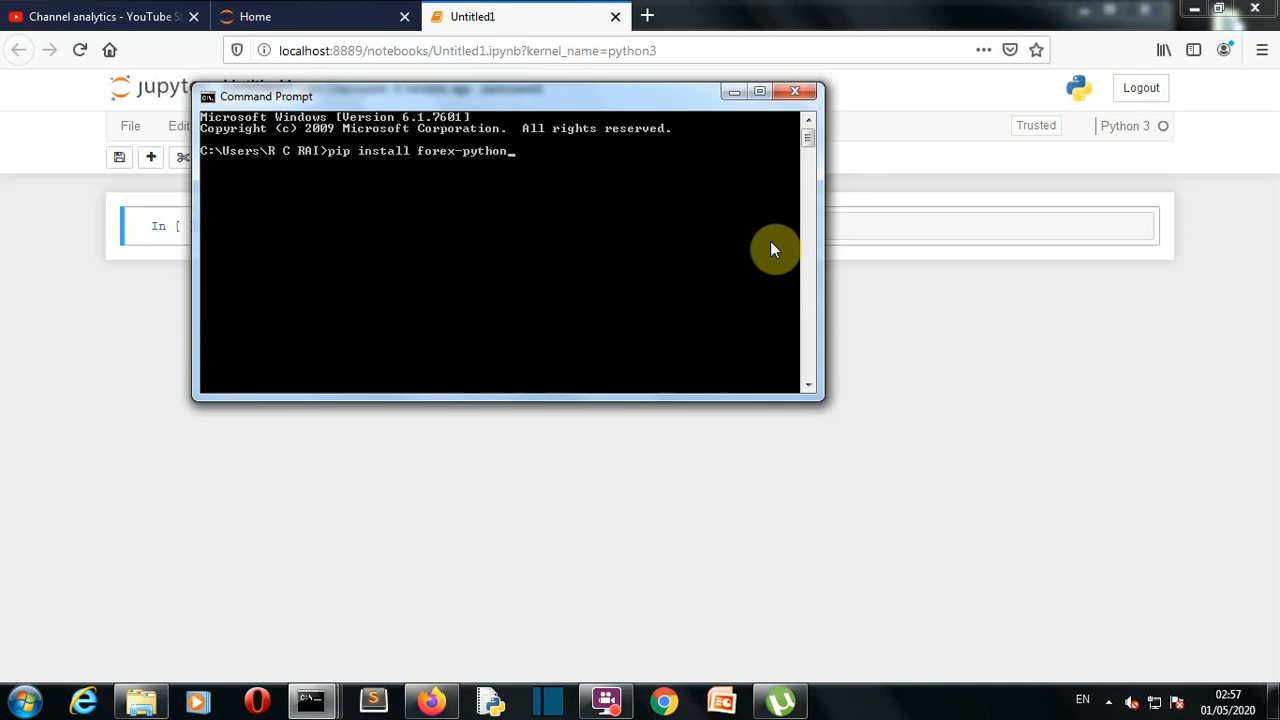 Channel analytics - YouTube S
Home
Untitled1
localhost:8889/notebooks/Untitled1.ipynb?kernel_name=python3
Logout
File
Edi
Trusted
Python 3
In [
Command Prompt
Microsoft Windows [Version 6.1.7601]
Copyright (c) 2009 Microsoft Corporation. All rights reserved.
C:\Users\R C RAI>pip install forex-python_
EN
02:57
01/05/2020